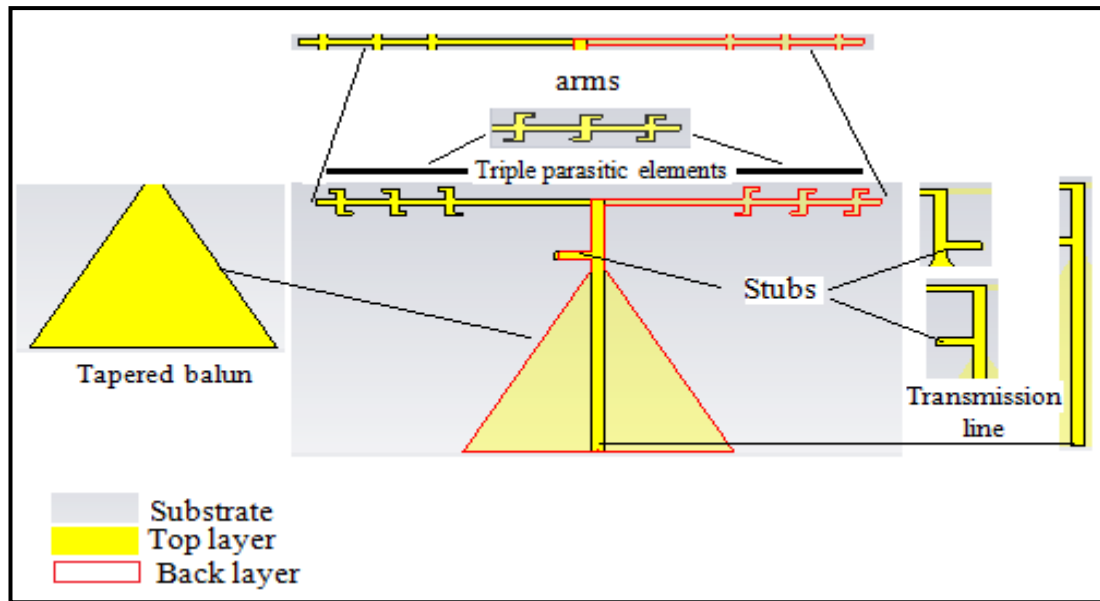 arms
Triple parasitic elements
Stubs
Tapered balun
Transmission
line
Substrate
Top layer
Back layer